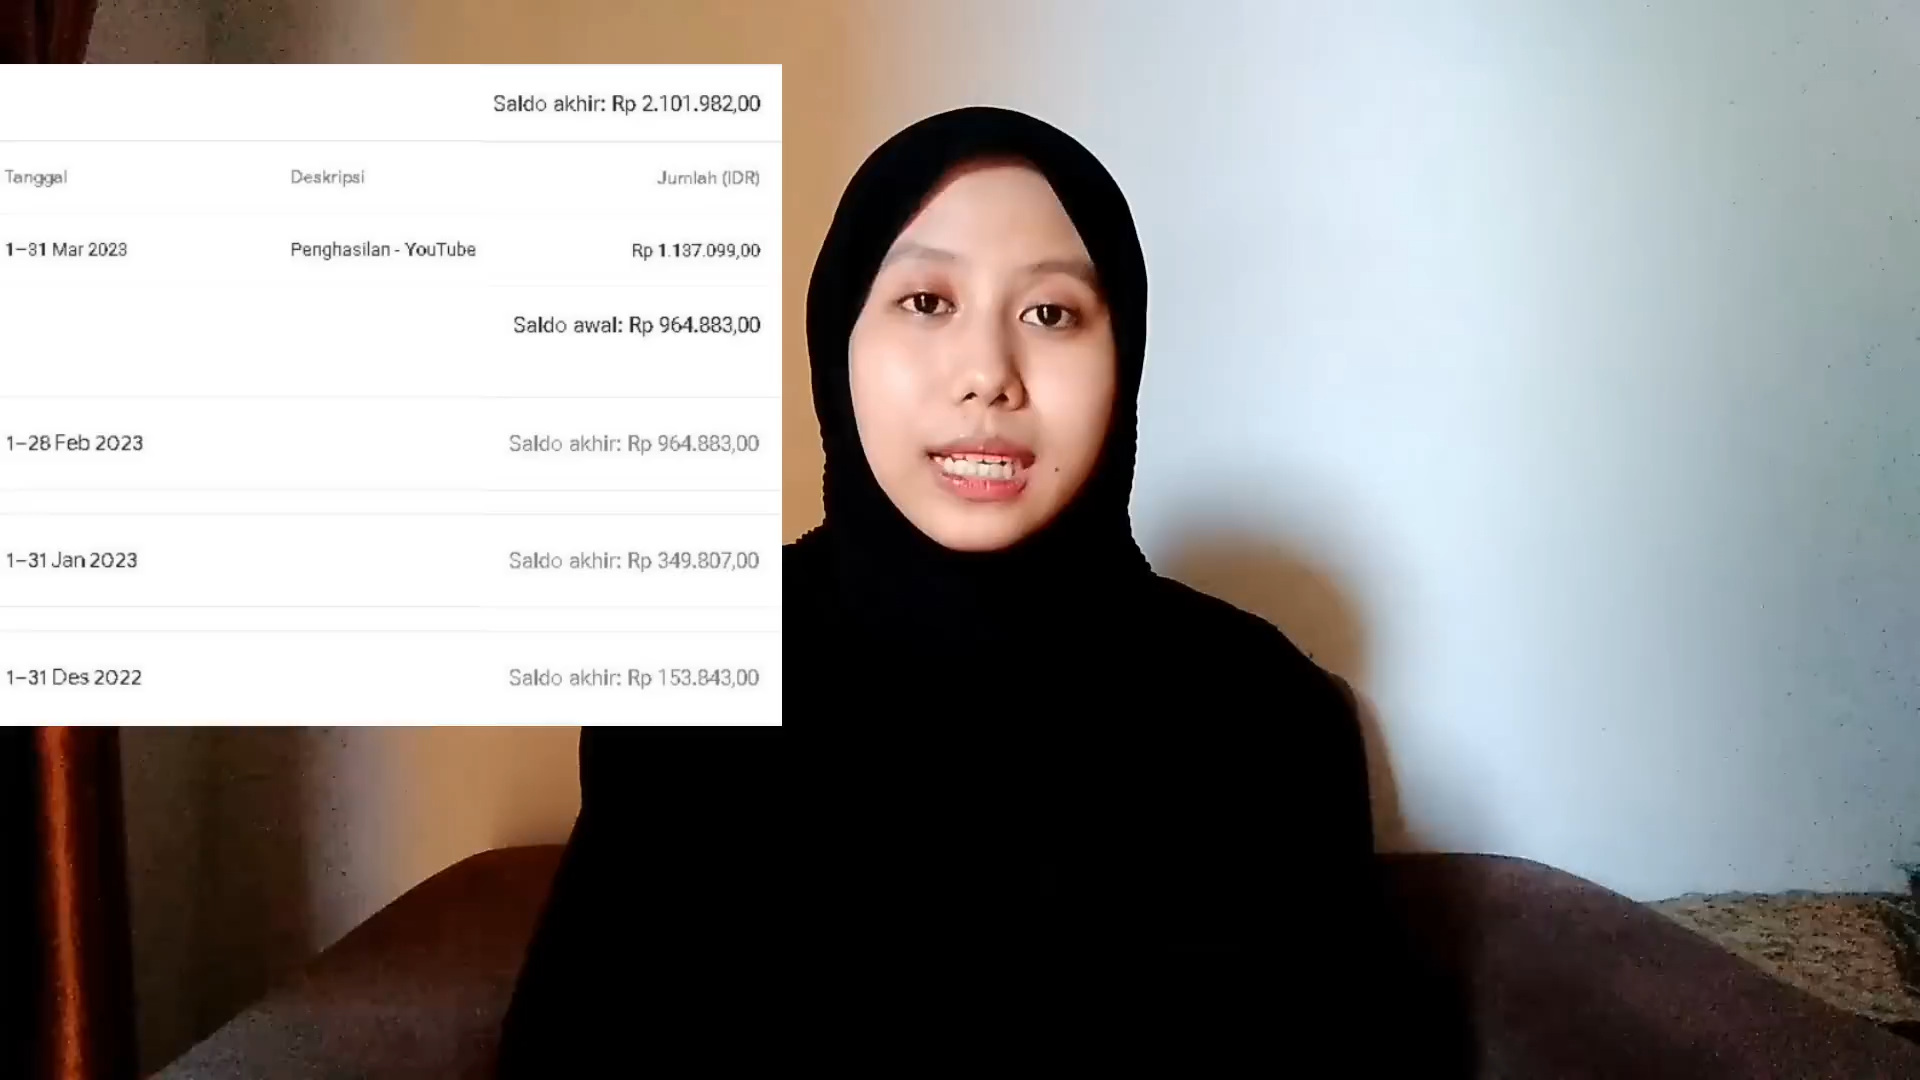 Saldo akhir: Rp 2.101.982,00
Tanggal Deskripsi Jumlah (IDR)
1–31 Mar 2023 Penghasilan - YouTube Rp 1.137.099,00
Saldo awal: Rp 964.883,00
1–28 Feb 2023 Saldo akhir: Rp 964.883,00
1–31 Jan 2023 Saldo akhir: Rp 349.807,00
1–31 Des 2022 Saldo akhir: Rp 153.843,00